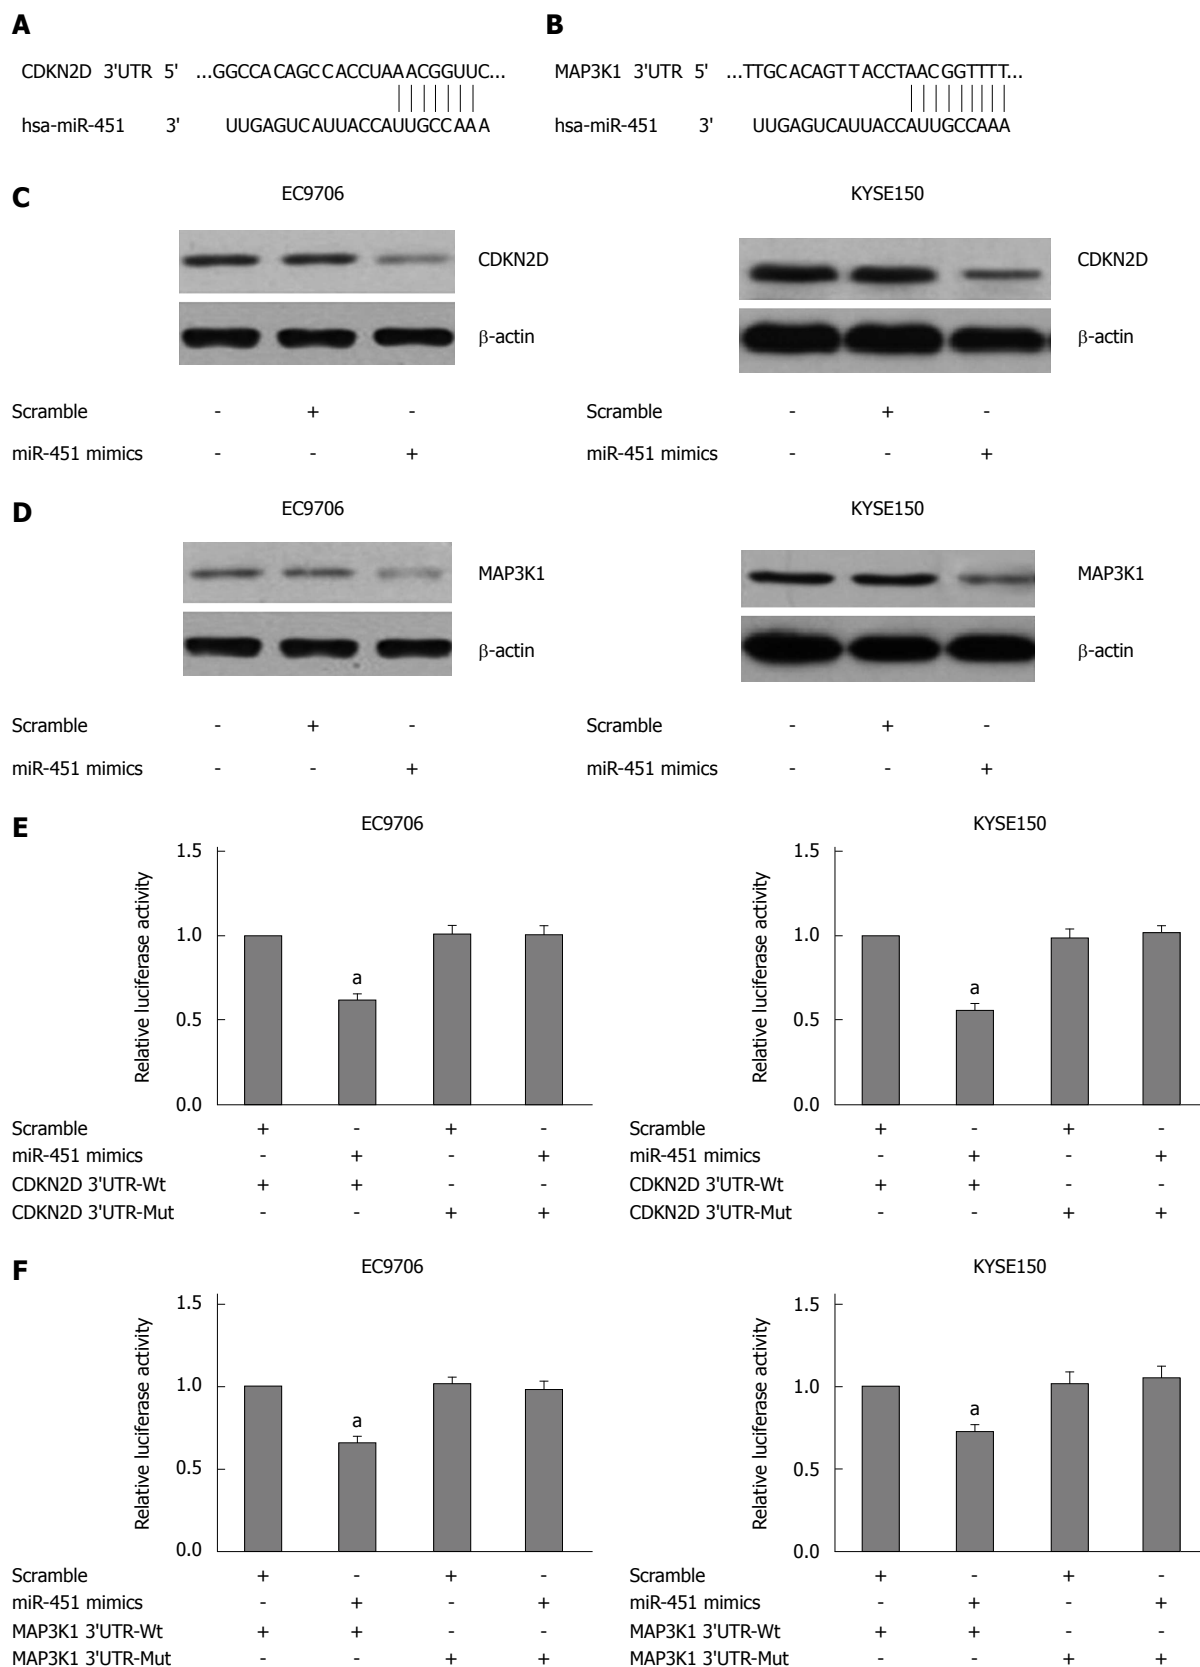 A
CDKN2D 3'UTR 5' ...GGCCACAGCCACCUAAACGGUUC...
hsa-miR-451 3' UUGAGUCAUUACCAUUGCCAAA
B
MAP3K1 3'UTR 5' ...TTGCACAGTTACCTAACGGTTTT...
hsa-miR-451 3' UUGAGUCAUUACCAUUGCCAAA
C
EC9706
CDKN2D
β-actin
Scramble - + -
miR-451 mimics - - +
KYSE150
CDKN2D
β-actin
Scramble - + -
miR-451 mimics - - +
D
EC9706
MAP3K1
β-actin
Scramble - + -
miR-451 mimics - - +
KYSE150
MAP3K1
β-actin
Scramble - + -
miR-451 mimics - - +
E
EC9706
Relative luciferase activity
1.5
1.0
0.5
0.0
a
Scramble + - + -
miR-451 mimics - + - +
CDKN2D 3'UTR-Wt + + - -
CDKN2D 3'UTR-Mut - - + +
KYSE150
Relative luciferase activity
1.5
1.0
0.5
0.0
a
Scramble + - + -
miR-451 mimics - + - +
CDKN2D 3'UTR-Wt + + - -
CDKN2D 3'UTR-Mut - - + +
F
EC9706
Relative luciferase activity
1.5
1.0
0.5
0.0
a
Scramble + - + -
miR-451 mimics - + - +
MAP3K1 3'UTR-Wt + + - -
MAP3K1 3'UTR-Mut - - + +
KYSE150
Relative luciferase activity
1.5
1.0
0.5
0.0
a
Scramble + - + -
miR-451 mimics - + - +
MAP3K1 3'UTR-Wt + + - -
MAP3K1 3'UTR-Mut - - + +